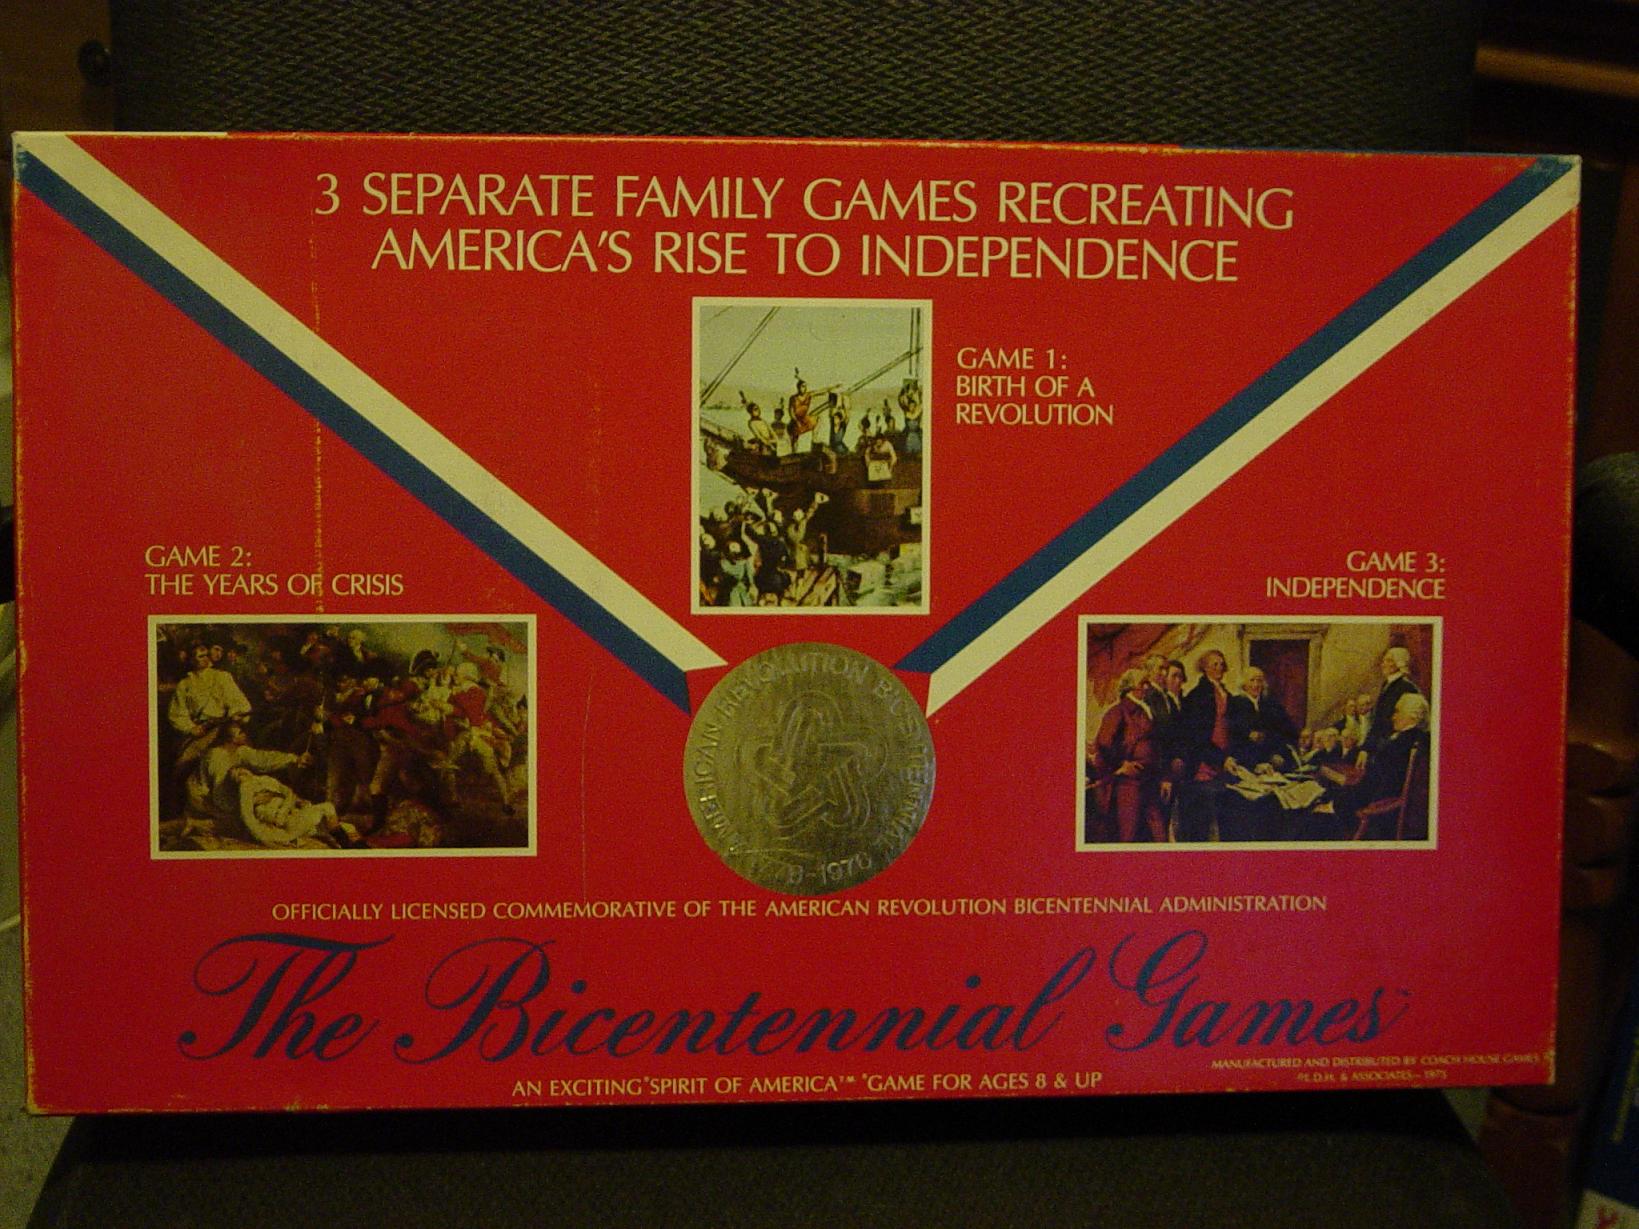 3 SEPARATE FAMILY GAMES RECREATING
AMERICA'S RISE TO INDEPENDENCE
GAME 1:
BIRTH OF A
REVOLUTION
GAME 2:
THE YEARS OF CRISIS
GAME 3:
INDEPENDENCE
AMERICAN REVOLUTION BICENTENNIAL
-1976
OFFICIALLY LICENSED COMMEMORATIVE OF THE AMERICAN REVOLUTION BICENTENNIAL ADMINISTRATION
The Bicentennial Games™
MANUFACTURED AND DISTRIBUTED BY COACH HOUSE GAMES
& ASSOCIATES—1975
AN EXCITING "SPIRIT OF AMERICA"™ "GAME FOR AGES 8 & UP